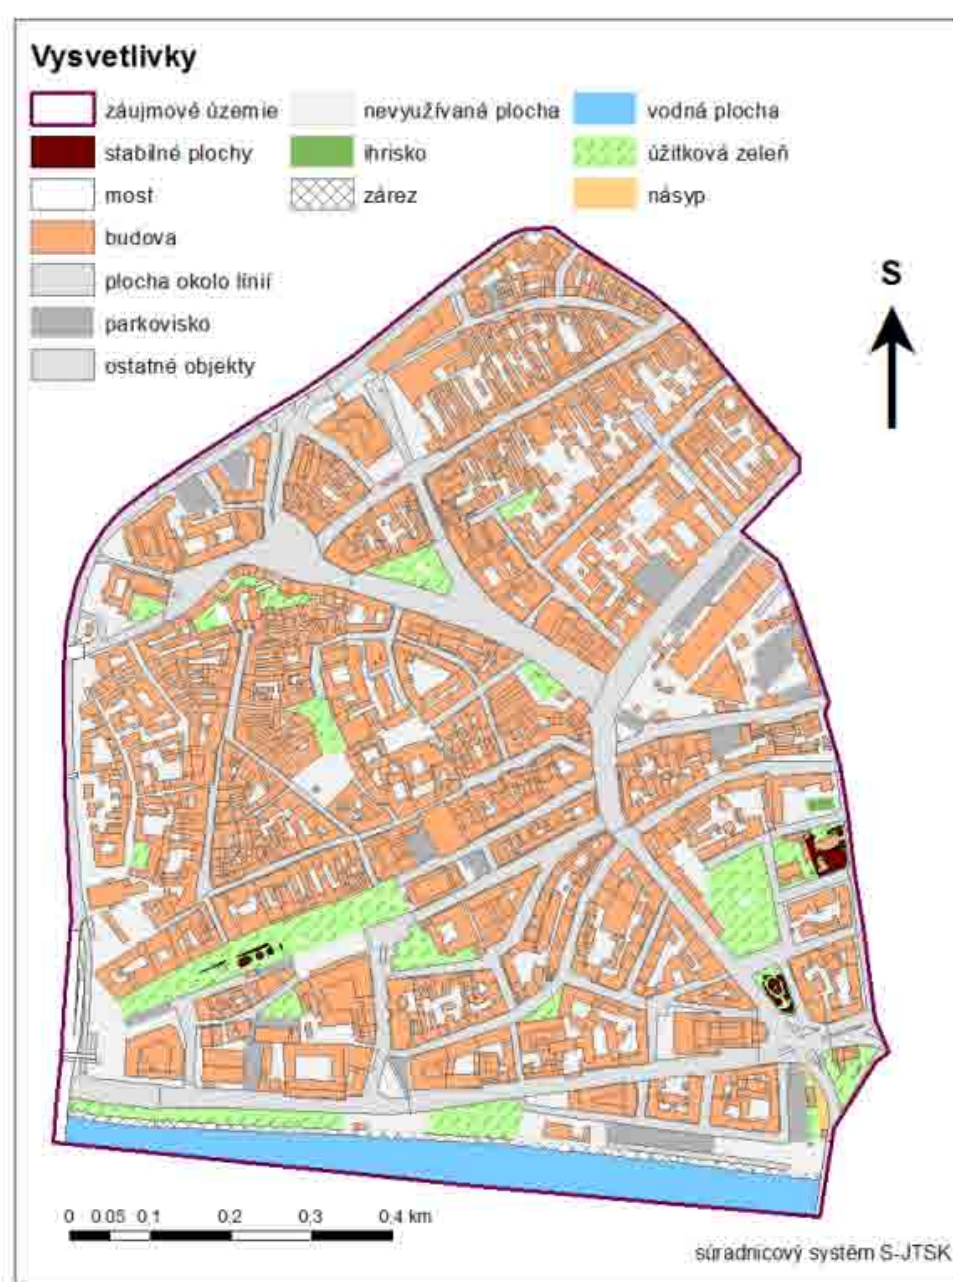 Vysvetlivky
záujmové územie
nevyužívaná plocha
vodná plocha
stabilné plochy
ihrisko
úžitková zeleň
most
zárez
násyp
budova
plocha okolo línií
parkovisko
ostatné objekty
S
0 0.05 0,1 0,2 0,3 0,4 km
súradnicový systém S-JTSK